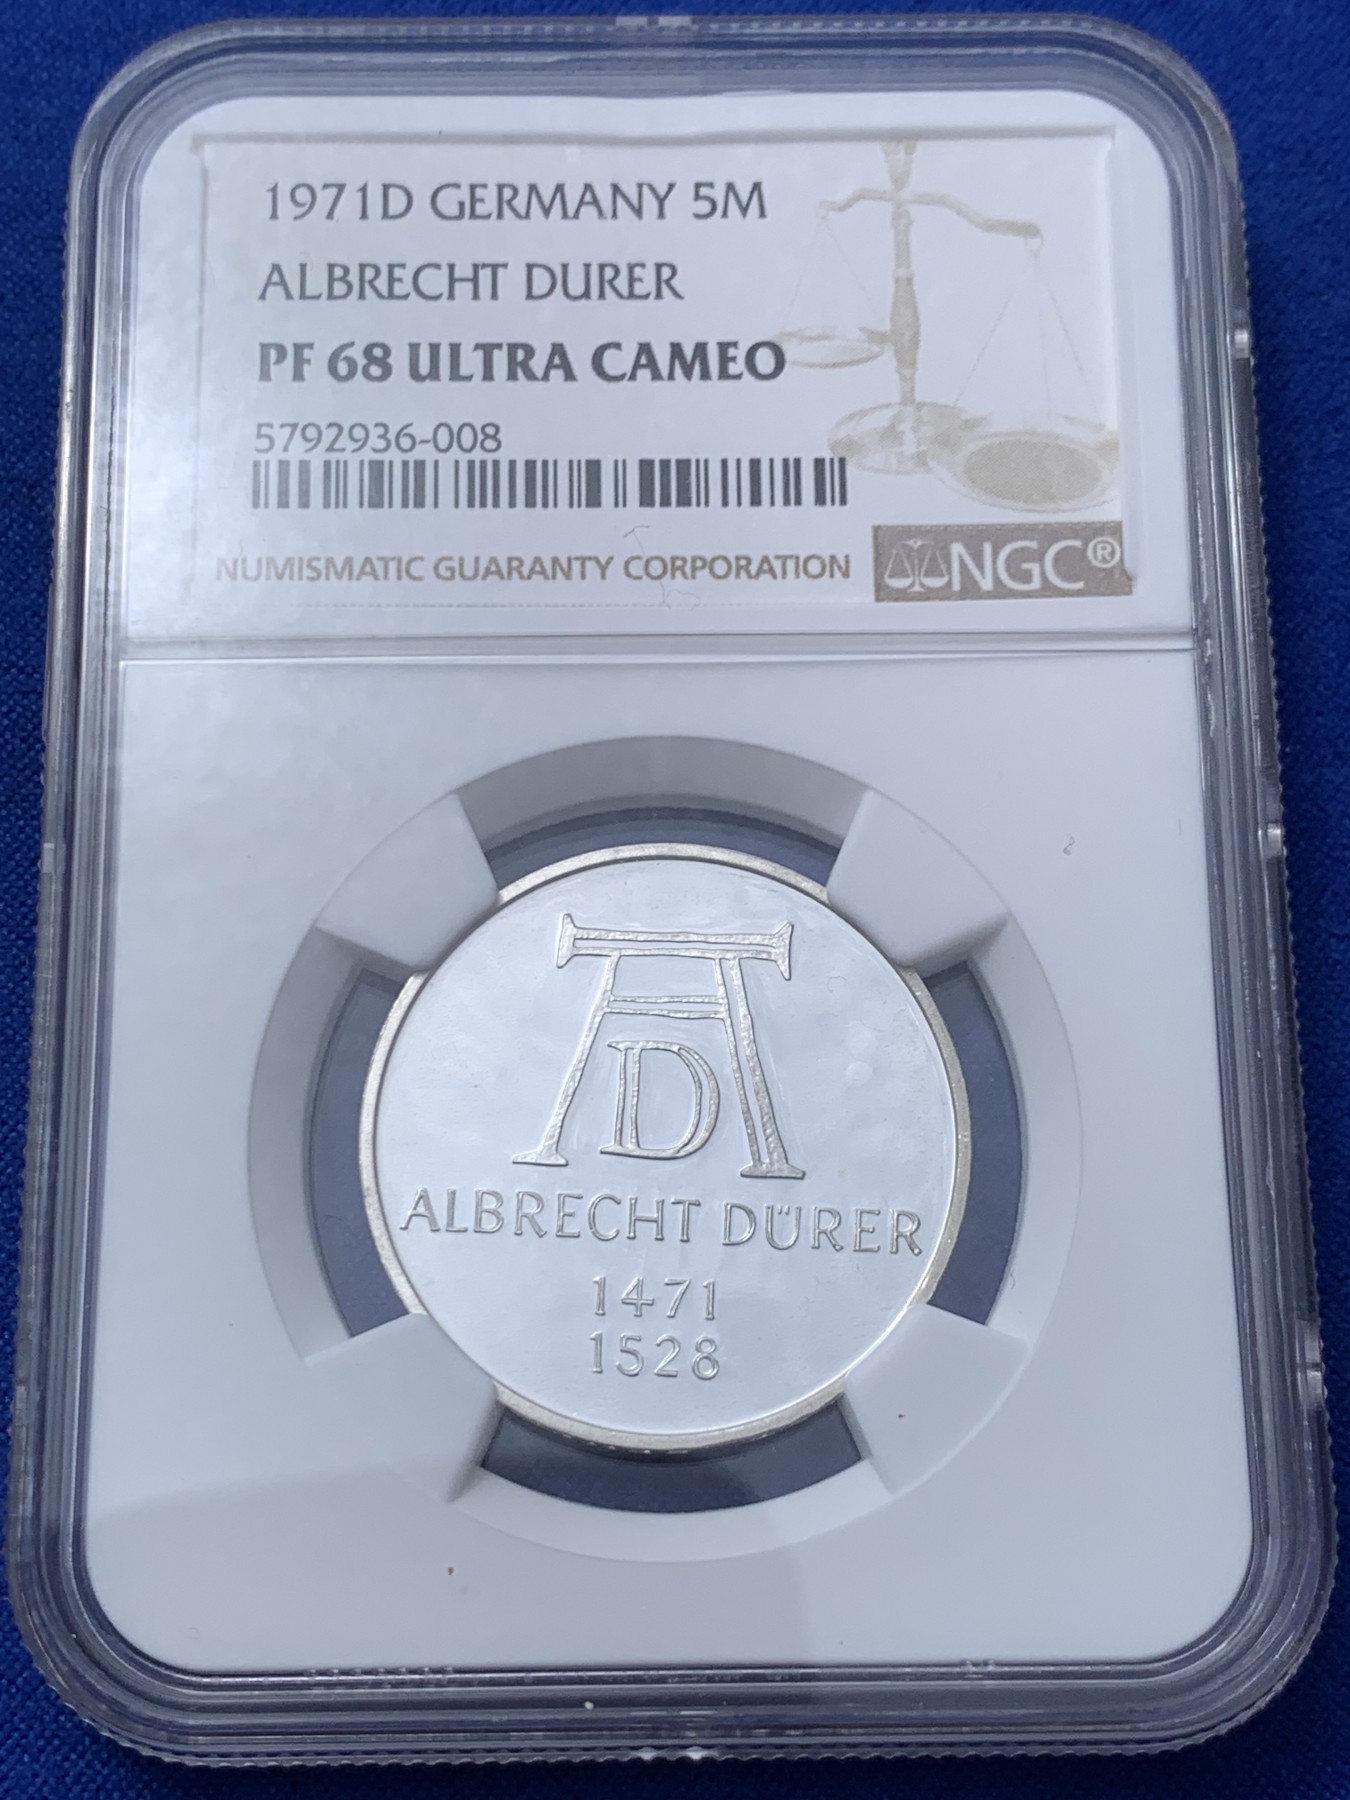 1971D GERMANY 5M
ALBRECHT DURER
PF 68 ULTRA CAMEO
5792936-008
NUMISMATIC GUARANTY CORPORATION
NGC®
AD
ALBRECHT DÜRER
1471
1528